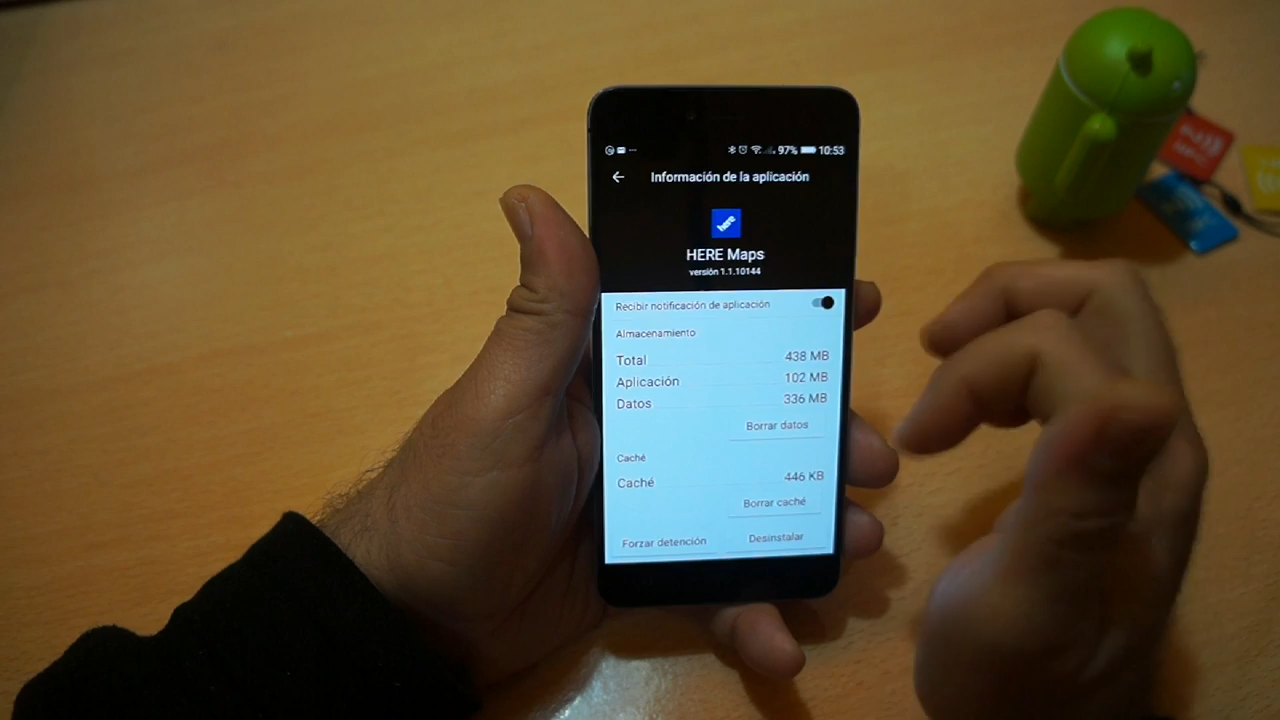 97% 10:53
Información de la aplicación
here
HERE Maps
versión 1.1.10144
Recibir notificación de aplicación
Almacenamiento
Total 438 MB
Aplicación 102 MB
Datos 336 MB
Borrar datos
Caché
Caché 446 KB
Borrar caché
Forzar detención Desinstalar